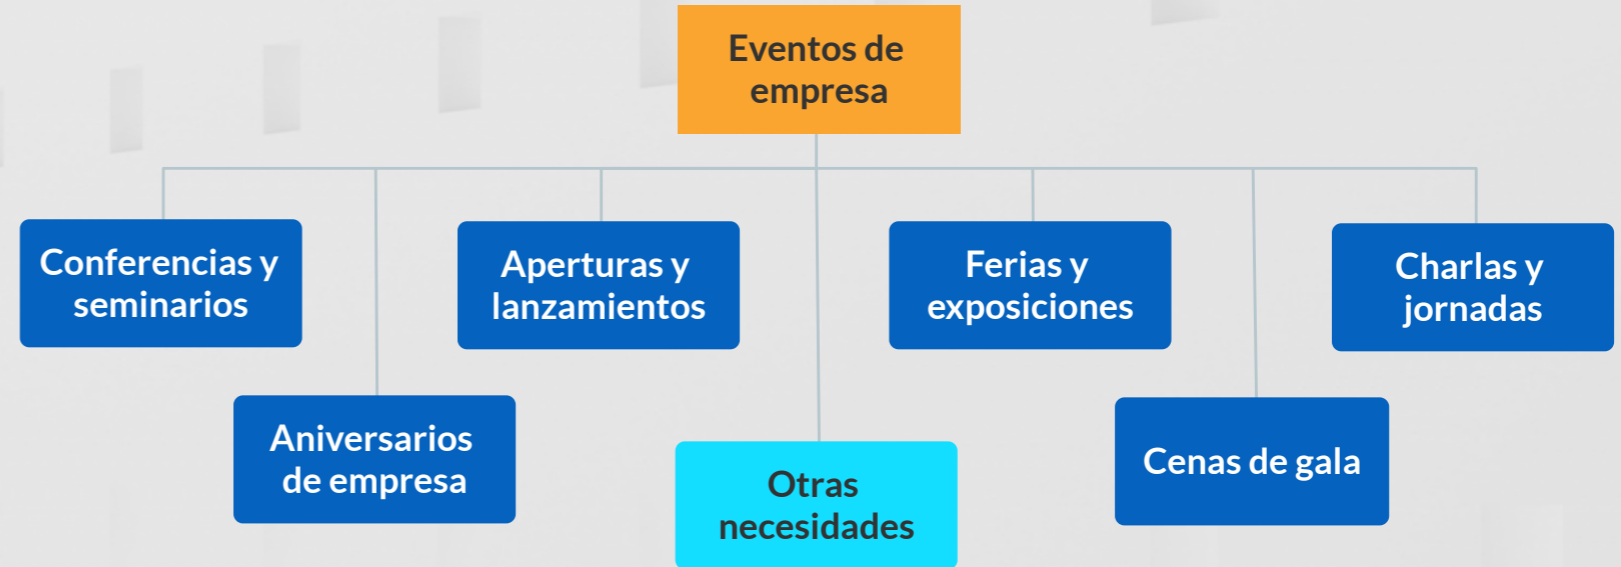 Eventos de
empresa
Conferencias y
seminarios
Aperturas y
lanzamientos
Ferias y
exposiciones
Charlas y
jornadas
Aniversarios
de empresa
Otras
necesidades
Cenas de gala